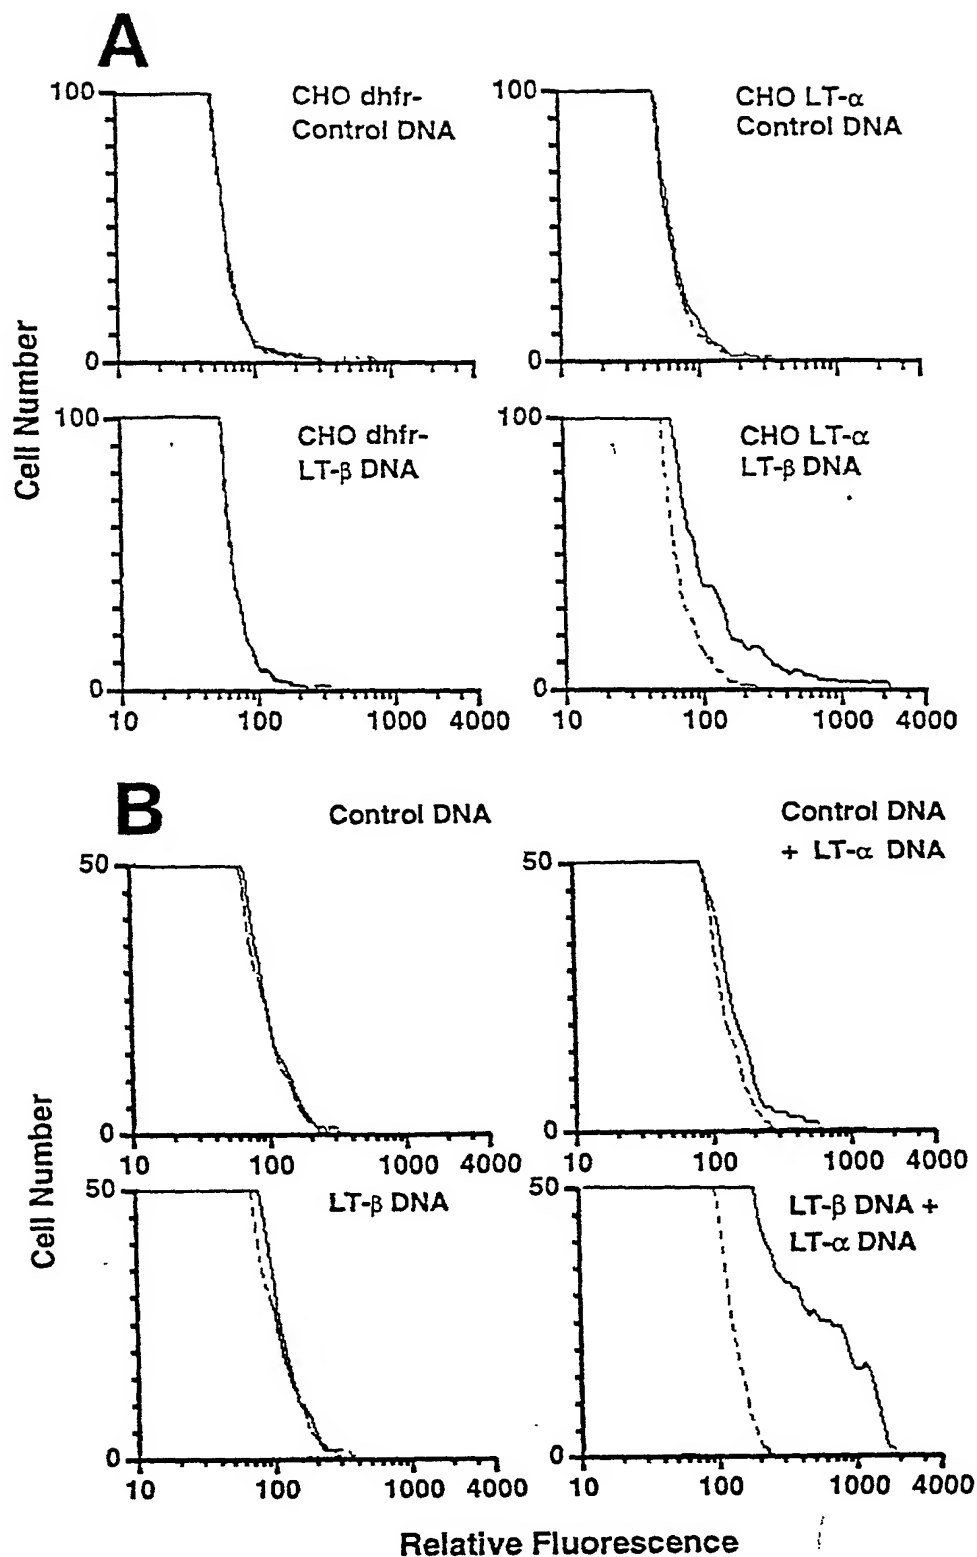 A
100
CHO dhfr-
Control DNA
0
100
CHO LT-α
Control DNA
0
Cell Number
100
CHO dhfr-
LT-β DNA
0
10 100 1000 4000
100
CHO LT-α
LT-β DNA
0
10 100 1000 4000
B
Control DNA
50
0
10 100 1000 4000
Control DNA
+ LT-α DNA
50
0
10 100 1000 4000
Cell Number
50
LT-β DNA
0
10 100 1000 4000
50
LT-β DNA +
LT-α DNA
0
10 100 1000 4000
Relative Fluorescence